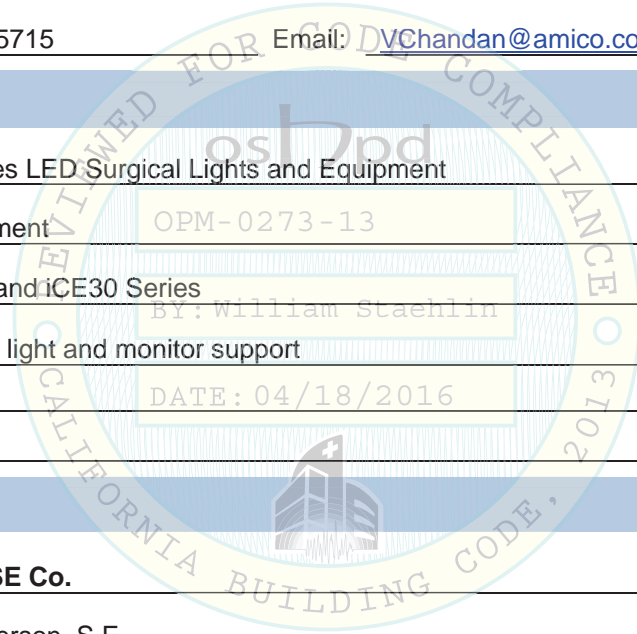 5715 Email: VChandan@amico.co
es LED Surgical Lights and Equipment
ment
and iCE30 Series
light and monitor support
SE Co.
erson, S.E.
REVIEWED FOR CODE COMPLIANCE
oshpd
OPM-0273-13
BY: William Staehlin
DATE: 04/18/2016
CALIFORNIA BUILDING CODE, 2013